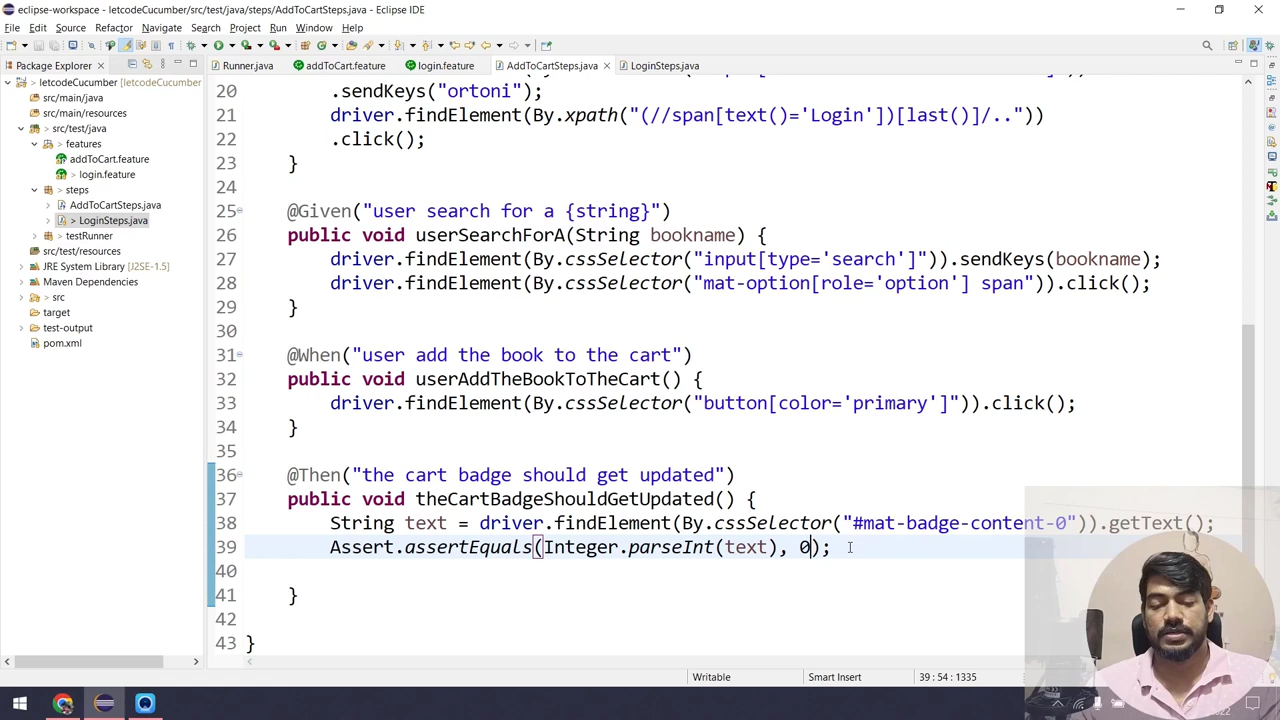 eclipse-workspace - letcodeCucumber/src/test/java/steps/AddToCartSteps.java - Eclipse IDE
File Edit Source Refactor Navigate Search Project Run Window Help
Package Explorer
Runner.java addToCart.feature login.feature AddToCartSteps.java LoginSteps.java
letcodeCucumber [letcodeCucumber
src/main/java
src/main/resources
src/test/java
features
addToCart.feature
> login.feature
> steps
AddToCartSteps.java
> LoginSteps.java
testRunner
src/test/resources
JRE System Library [J2SE-1.5]
Maven Dependencies
> src
target
test-output
pom.xml
20 .sendKeys("ortoni");
21 driver.findElement(By.xpath("(//span[text()='Login'])[last()]/.."))
22 .click();
23 }
24
25 @Given("user search for a {string}")
26 public void userSearchForA(String bookname) {
27 driver.findElement(By.cssSelector("input[type='search']")).sendKeys(bookname);
28 driver.findElement(By.cssSelector("mat-option[role='option'] span")).click();
29 }
30
31 @When("user add the book to the cart")
32 public void userAddTheBookToTheCart() {
33 driver.findElement(By.cssSelector("button[color='primary']")).click();
34 }
35
36 @Then("the cart badge should get updated")
37 public void theCartBadgeShouldGetUpdated() {
38 String text = driver.findElement(By.cssSelector("#mat-badge-content-0")).getText();
39 Assert.assertEquals(Integer.parseInt(text), 0);
40
41 }
42
43 }
Writable Smart Insert 39 : 54 : 1335